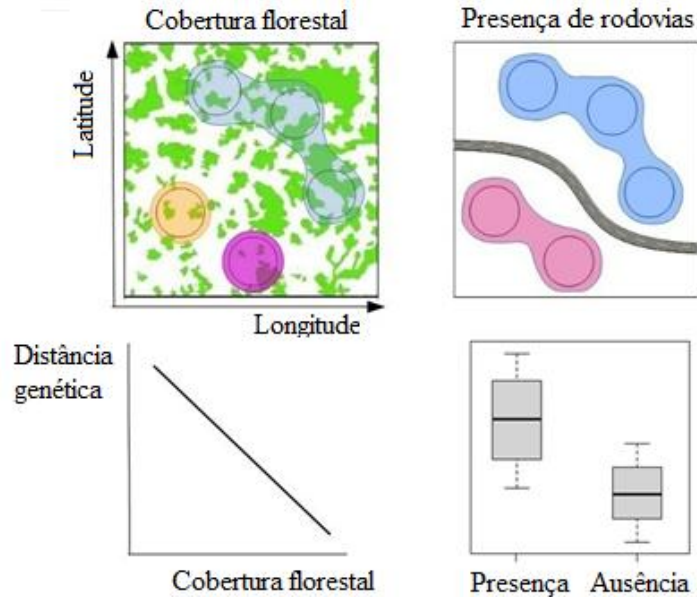 Cobertura florestal
Presença de rodovias
Latitude
Longitude
Distância
genética
Cobertura florestal
Presença
Ausência